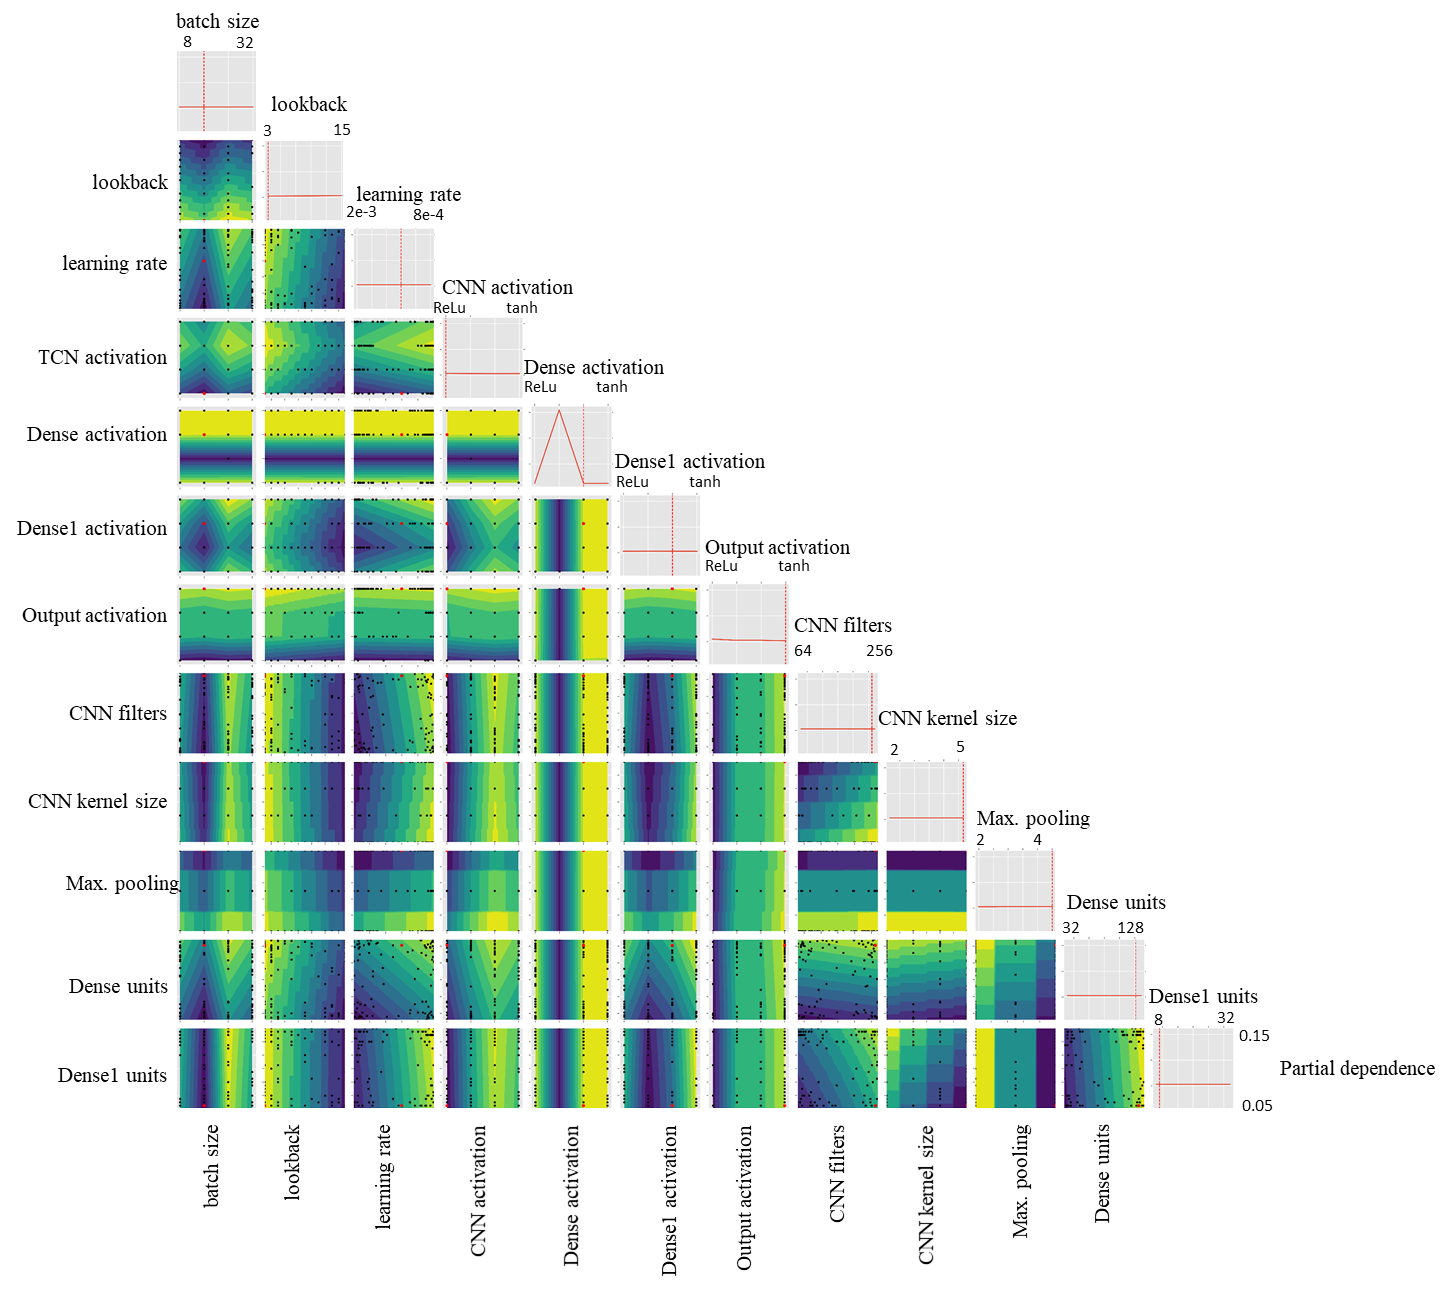 batch size
8 32
lookback
3 15
lookback
learning rate
2e-3 8e-4
learning rate
CNN activation
ReLu tanh
TCN activation
Dense activation
ReLu tanh
Dense activation
Dense1 activation
ReLu tanh
Dense1 activation
Output activation
ReLu tanh
Output activation
CNN filters
64 256
CNN filters
CNN kernel size
2 5
CNN kernel size
Max. pooling
2 4
Max. pooling
Dense units
32 128
Dense units
Dense1 units
8 32
0.15
Dense1 units
Partial dependence
0.05
batch size
lookback
learning rate
CNN activation
Dense activation
Dense1 activation
Output activation
CNN filters
CNN kernel size
Max. pooling
Dense units